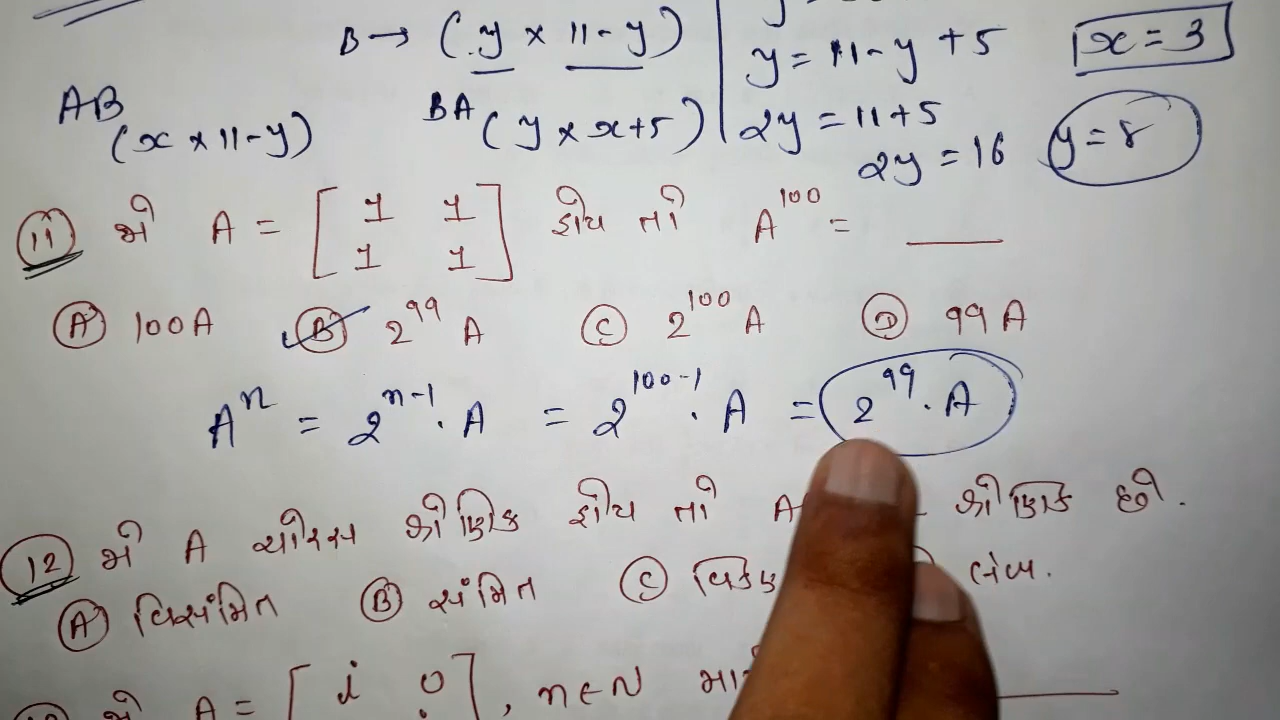 B → (y × 11-y)
y = 11-y + 5
x = 3
AB (x × 11-y)
BA (y × x+5)
2y = 11+5
2y = 16
y = 8
(11) જો A = [1 1; 1 1] હોય તો A^100 = ____
(A) 100A (B) 2^99 A (C) 2^100 A (D) 99A
A^n = 2^(n-1) · A = 2^(100-1) · A = 2^99 · A
(12) જો A ચોરસ શ્રેણિક હોય તો A શ્રેણિક છે.
(A) વિસંમિત (B) સંમિત (C)
જો A = [i 0 , n∈N